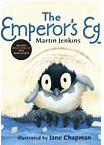 The
Emperor's Egg
Martin Jenkins
illustrated by Jane Chapman